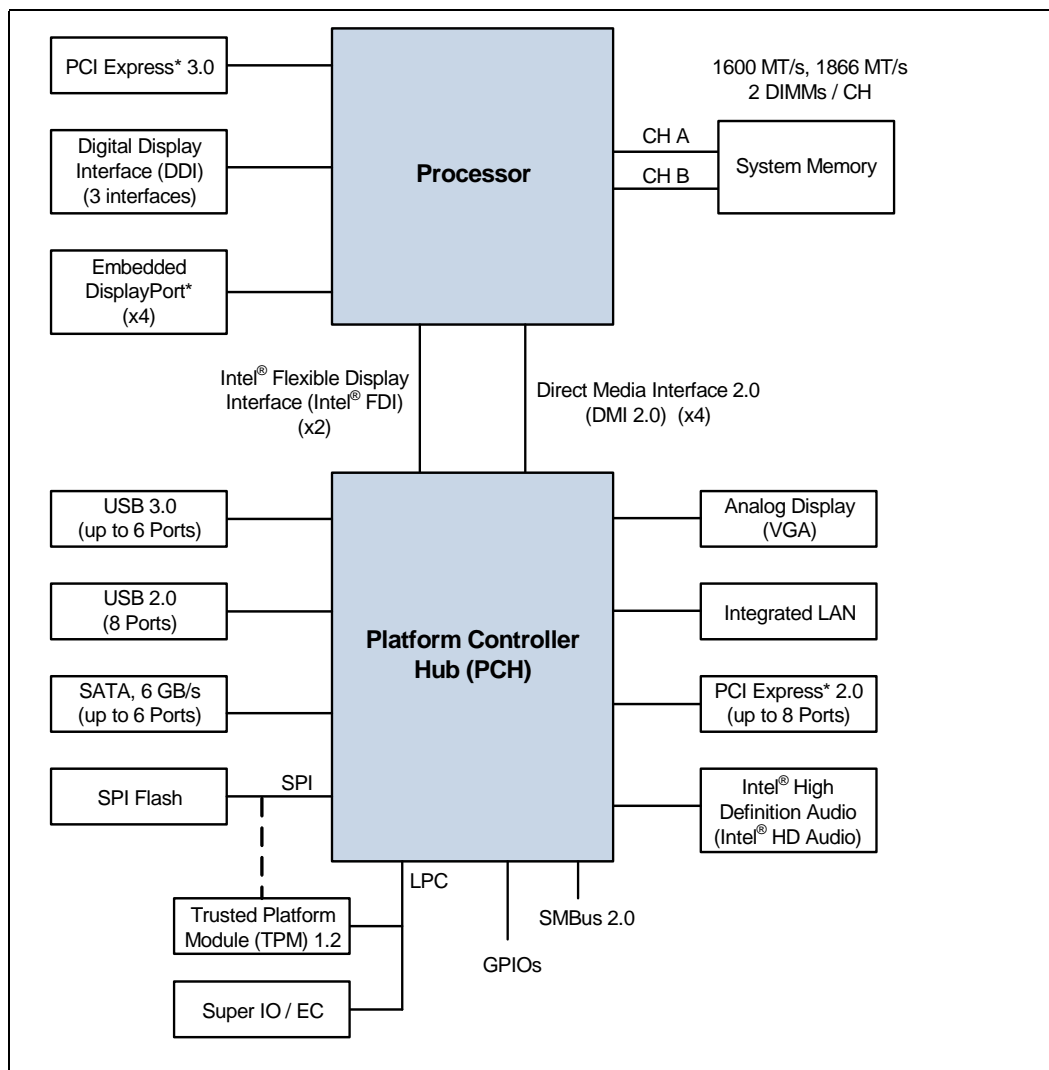 PCI Express* 3.0
Digital Display
Interface (DDI)
(3 interfaces)
Embedded
DisplayPort*
(x4)
Processor
CH A
CH B
1600 MT/s, 1866 MT/s
2 DIMMs / CH
System Memory
Intel® Flexible Display
Interface (Intel® FDI)
(x2)
Direct Media Interface 2.0
(DMI 2.0) (x4)
USB 3.0
(up to 6 Ports)
USB 2.0
(8 Ports)
SATA, 6 GB/s
(up to 6 Ports)
SPI Flash
SPI
Platform Controller
Hub (PCH)
Analog Display
(VGA)
Integrated LAN
PCI Express* 2.0
(up to 8 Ports)
Intel® High
Definition Audio
(Intel® HD Audio)
LPC
Trusted Platform
Module (TPM) 1.2
Super IO / EC
SMBus 2.0
GPIOs